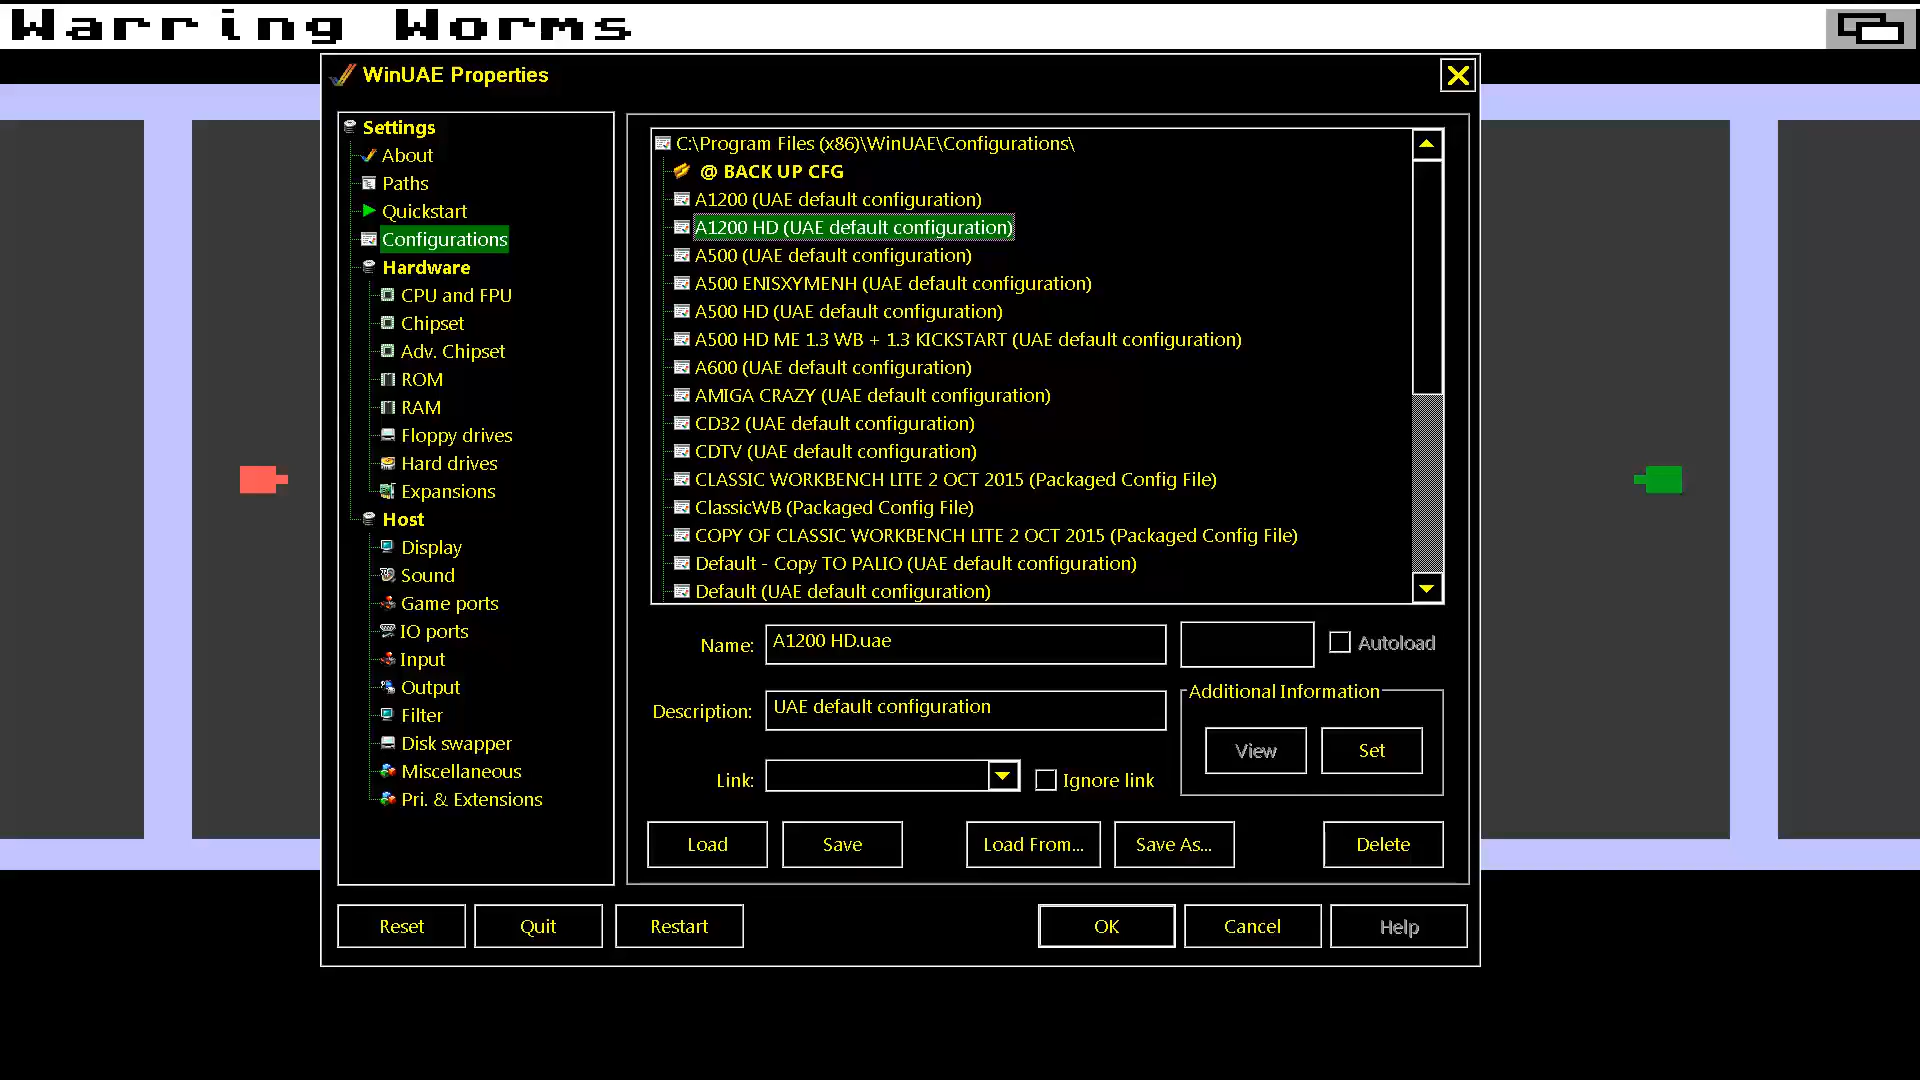 Warring Worms
WinUAE Properties
Settings
About
Paths
Quickstart
Configurations
Hardware
CPU and FPU
Chipset
Adv. Chipset
ROM
RAM
Floppy drives
Hard drives
Expansions
Host
Display
Sound
Game ports
IO ports
Input
Output
Filter
Disk swapper
Miscellaneous
Pri. & Extensions
C:\Program Files (x86)\WinUAE\Configurations\
@ BACK UP CFG
A1200 (UAE default configuration)
A1200 HD (UAE default configuration)
A500 (UAE default configuration)
A500 ENISXYMENH (UAE default configuration)
A500 HD (UAE default configuration)
A500 HD ME 1.3 WB + 1.3 KICKSTART (UAE default configuration)
A600 (UAE default configuration)
AMIGA CRAZY (UAE default configuration)
CD32 (UAE default configuration)
CDTV (UAE default configuration)
CLASSIC WORKBENCH LITE 2 OCT 2015 (Packaged Config File)
ClassicWB (Packaged Config File)
COPY OF CLASSIC WORKBENCH LITE 2 OCT 2015 (Packaged Config File)
Default - Copy TO PALIO (UAE default configuration)
Default (UAE default configuration)
Name: A1200 HD.uae Autoload
Description: UAE default configuration
Additional Information
View Set
Link: Ignore link
Load Save Load From... Save As... Delete
Reset Quit Restart OK Cancel Help